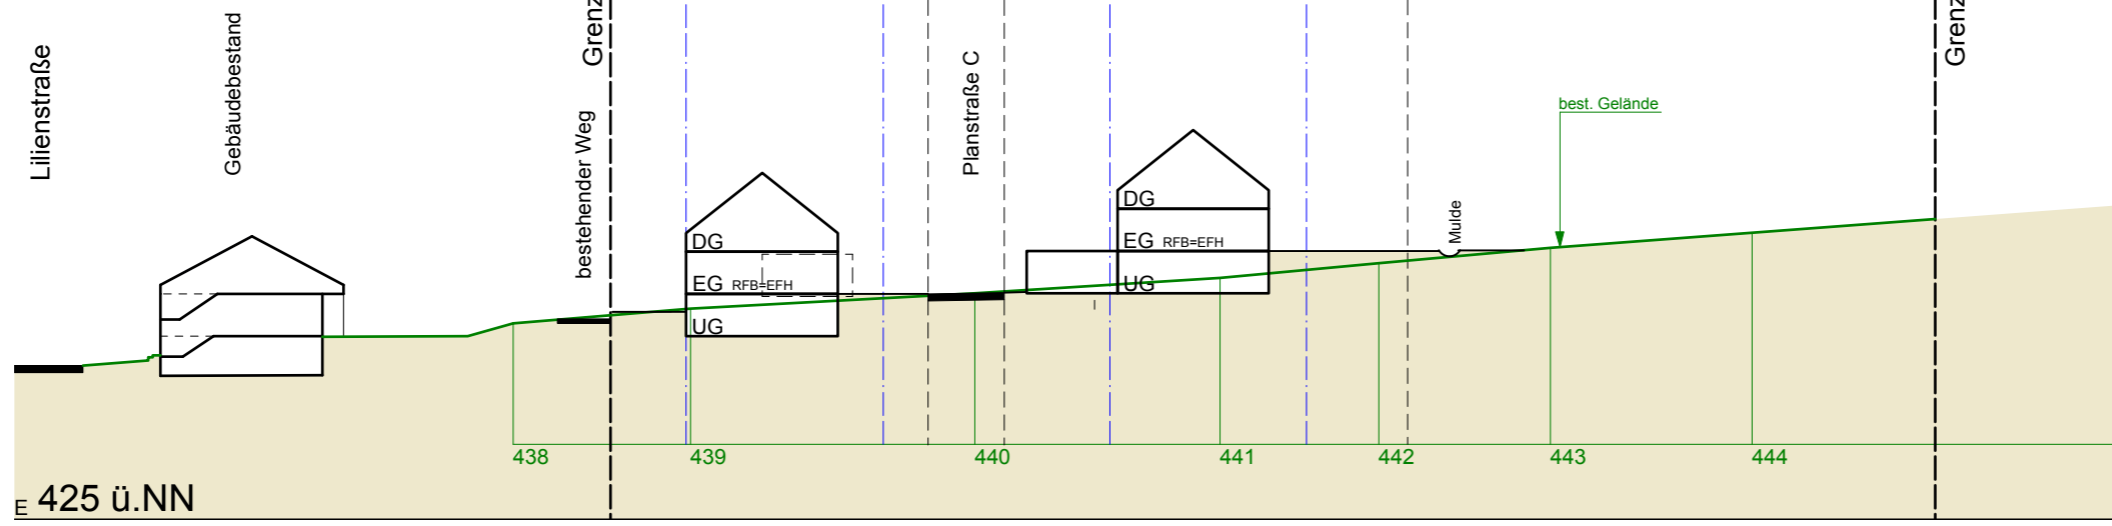 Lilienstraße
Gebäudebestand
bestehender Weg
Grenz
Planstraße C
Grenz
best. Gelände
Mulde
DG
EG RFB=EFH
UG
DG
EG RFB=EFH
UG
438
439
440
441
442
443
444
E 425 ü.NN